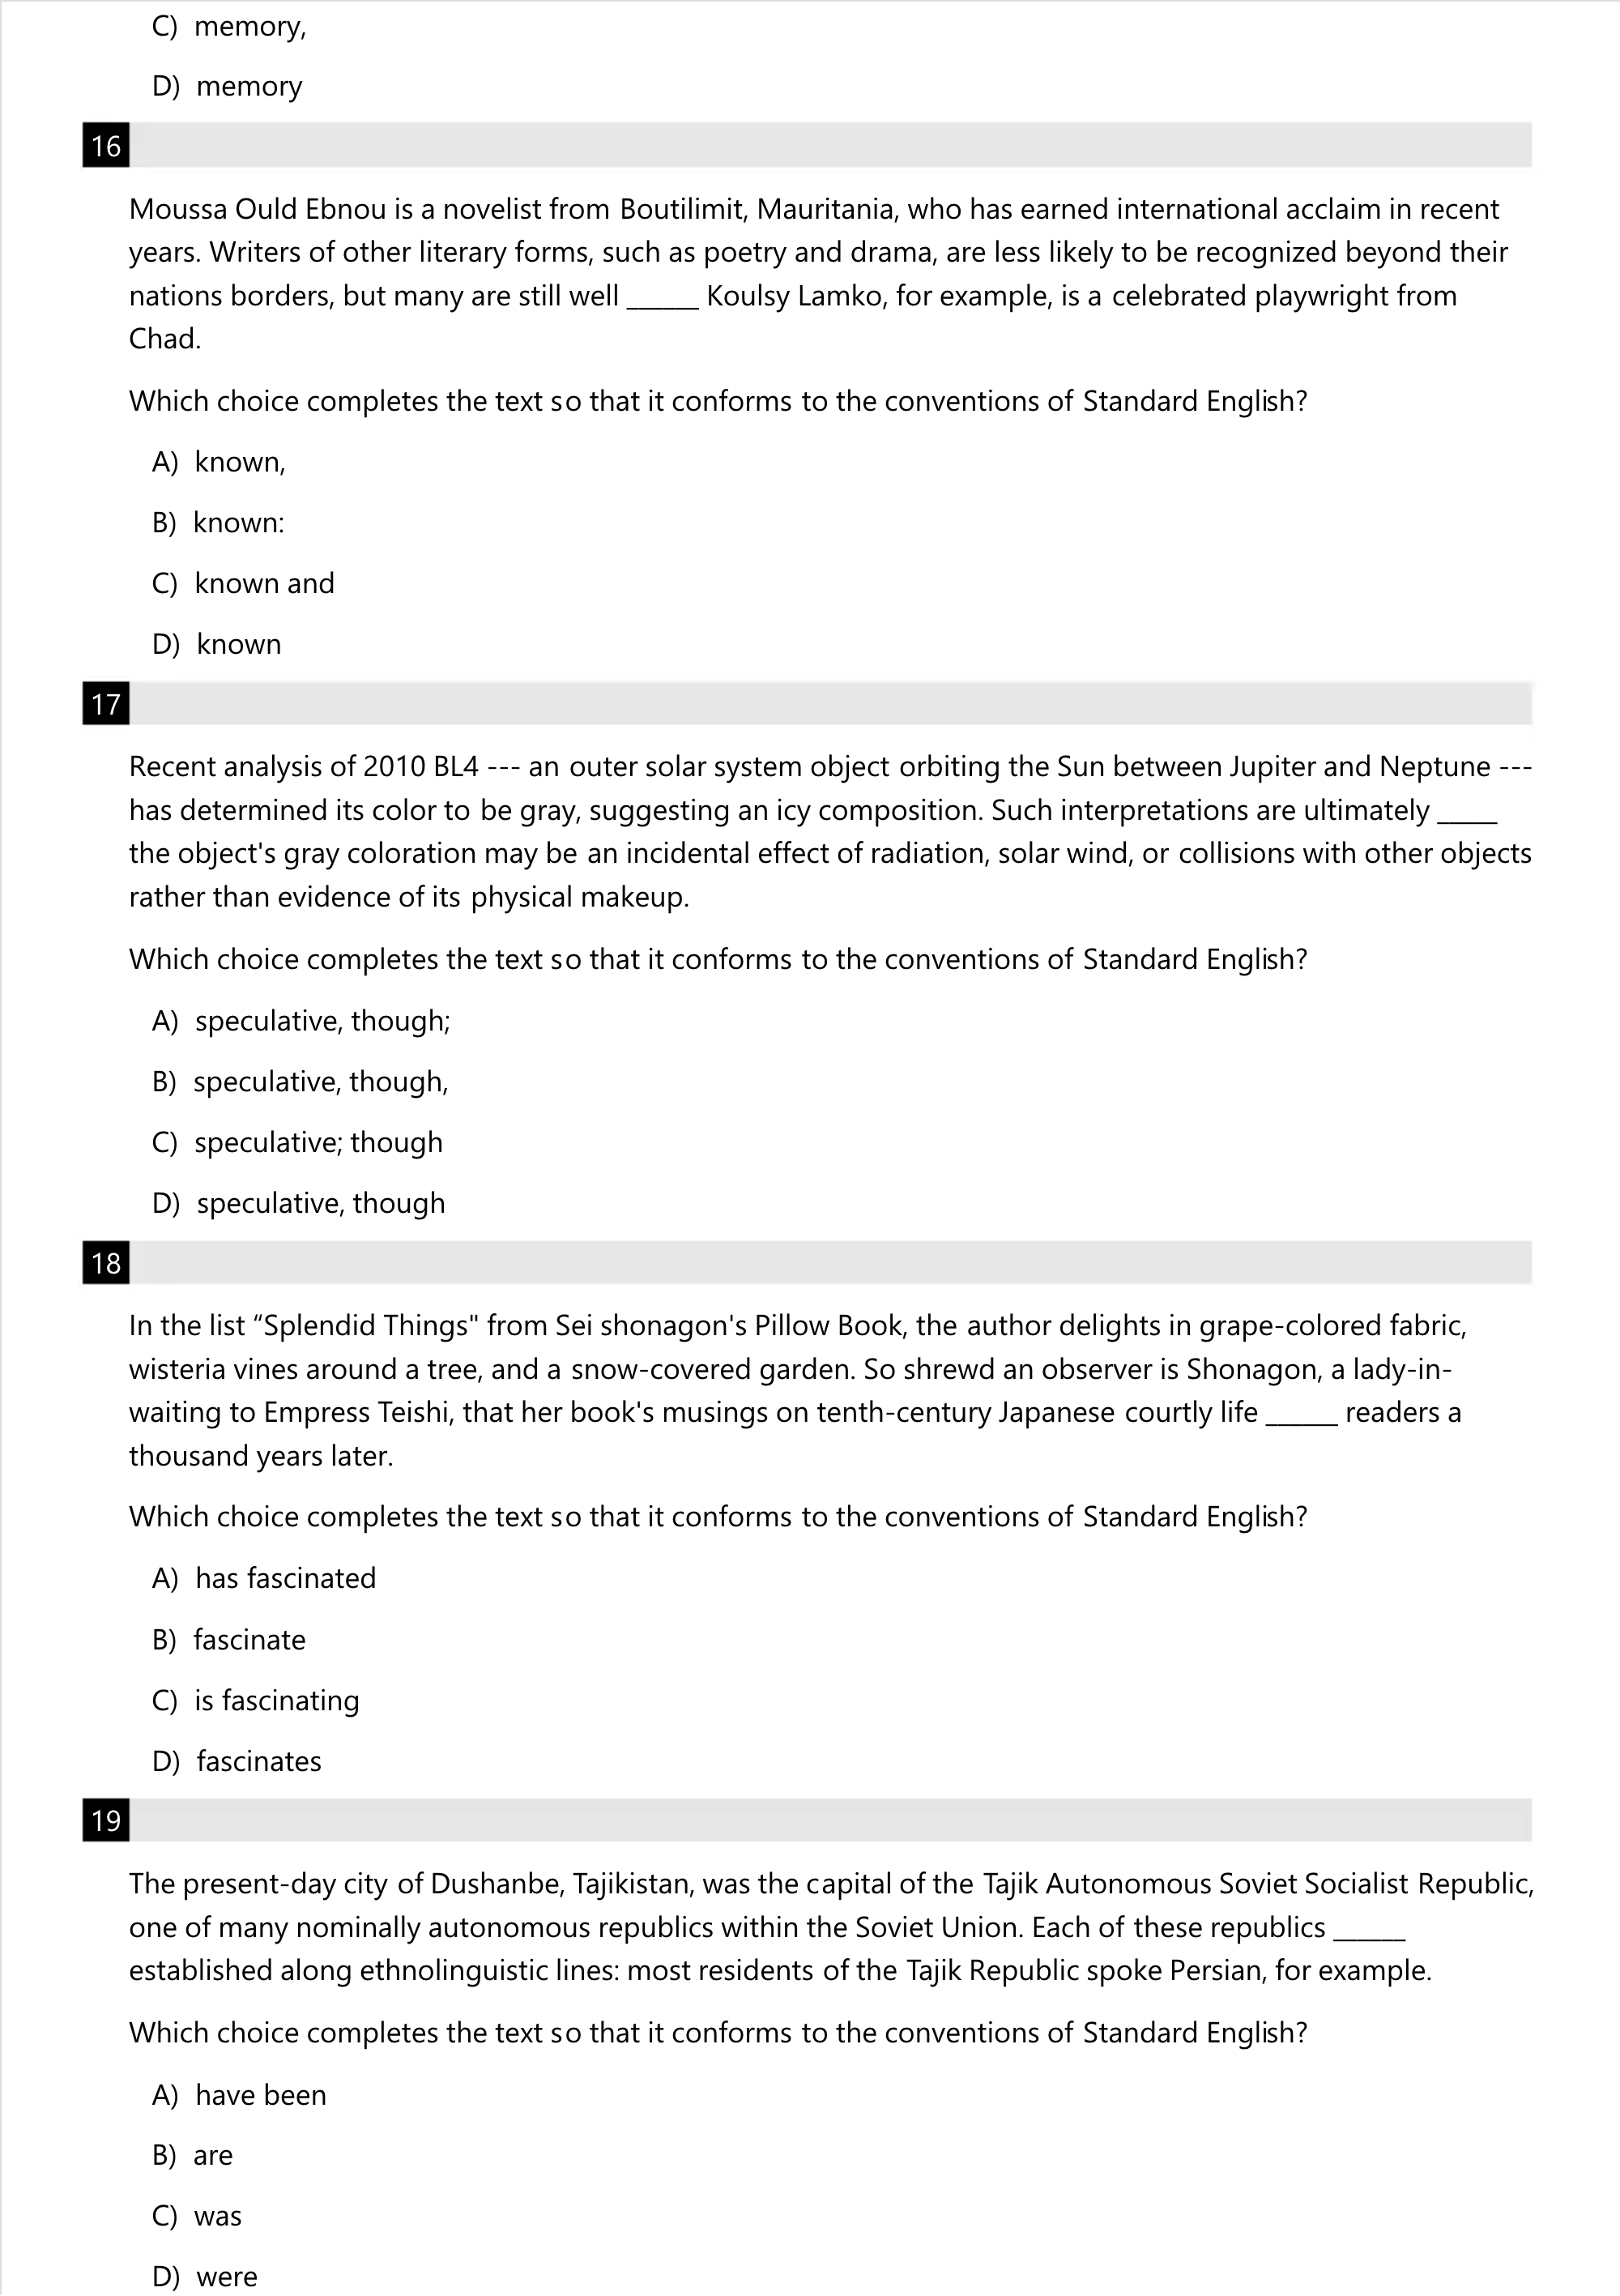 C) memory,
D) memory
16
Moussa Ould Ebnou is a novelist from Boutilimit, Mauritania, who has earned international acclaim in recent
years. Writers of other literary forms, such as poetry and drama, are less likely to be recognized beyond their
nations borders, but many are still well ______ Koulsy Lamko, for example, is a celebrated playwright from
Chad.
Which choice completes the text so that it conforms to the conventions of Standard English?
A) known,
B) known:
C) known and
D) known
17
Recent analysis of 2010 BL4 --- an outer solar system object orbiting the Sun between Jupiter and Neptune ---
has determined its color to be gray, suggesting an icy composition. Such interpretations are ultimately _____
the object's gray coloration may be an incidental effect of radiation, solar wind, or collisions with other objects
rather than evidence of its physical makeup.
Which choice completes the text so that it conforms to the conventions of Standard English?
A) speculative, though;
B) speculative, though,
C) speculative; though
D) speculative, though
18
In the list “Splendid Things" from Sei shonagon's Pillow Book, the author delights in grape-colored fabric,
wisteria vines around a tree, and a snow-covered garden. So shrewd an observer is Shonagon, a lady-in-
waiting to Empress Teishi, that her book's musings on tenth-century Japanese courtly life ______ readers a
thousand years later.
Which choice completes the text so that it conforms to the conventions of Standard English?
A) has fascinated
B) fascinate
C) is fascinating
D) fascinates
19
The present-day city of Dushanbe, Tajikistan, was the capital of the Tajik Autonomous Soviet Socialist Republic,
one of many nominally autonomous republics within the Soviet Union. Each of these republics ______
established along ethnolinguistic lines: most residents of the Tajik Republic spoke Persian, for example.
Which choice completes the text so that it conforms to the conventions of Standard English?
A) have been
B) are
C) was
D) were